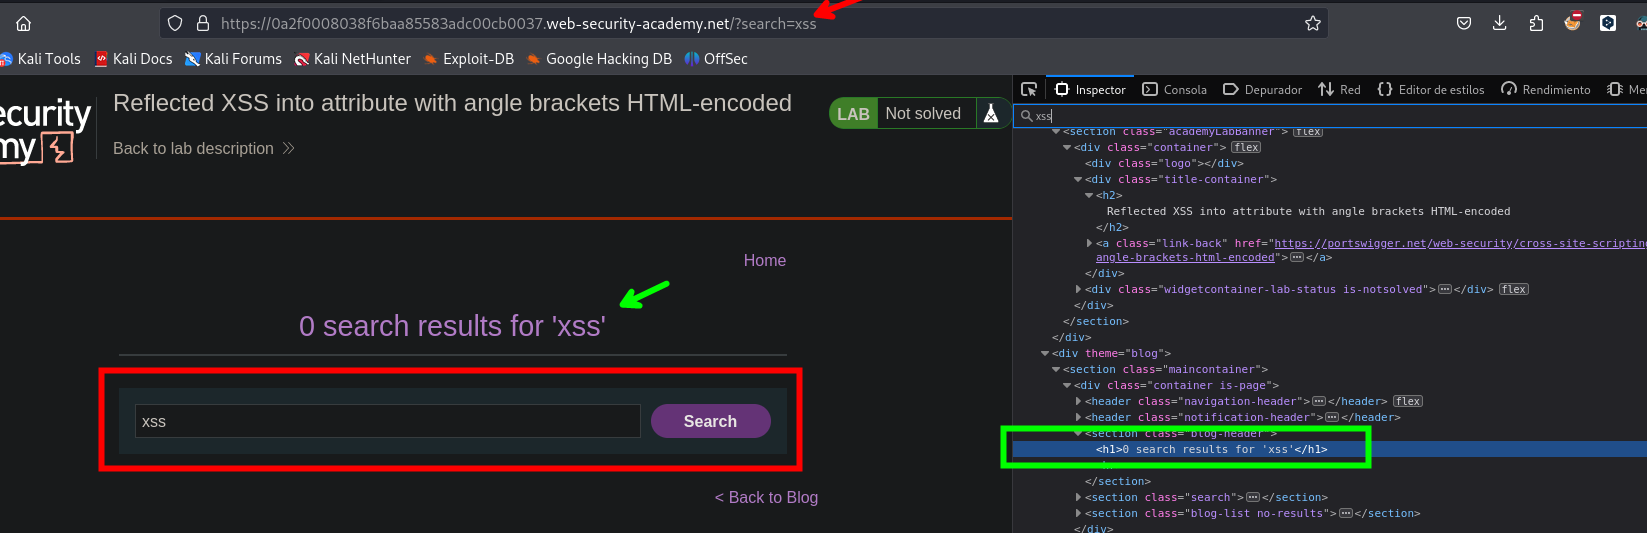 https://0a2f0008038f6baa85583adc00cb0037.web-security-academy.net/?search=xss
Kali Tools Kali Docs Kali Forums Kali NetHunter Exploit-DB Google Hacking DB OffSec
ecurity
my
Reflected XSS into attribute with angle brackets HTML-encoded
Back to lab description
LAB Not solved
Home
0 search results for 'xss'
xss
Search
< Back to Blog
Inspector Consola Depurador Red Editor de estilos Rendimiento Me
xss
<section class="academyLabBanner"> flex
<div class="container"> flex
<div class="logo"></div>
<div class="title-container">
<h2>
Reflected XSS into attribute with angle brackets HTML-encoded
</h2>
<a class="link-back" href="https://portswigger.net/web-security/cross-site-scripting
angle-brackets-html-encoded">⋯</a>
</div>
<div class="widgetcontainer-lab-status is-notsolved">⋯</div> flex
</div>
</section>
</div>
<div theme="blog">
<section class="maincontainer">
<div class="container is-page">
<header class="navigation-header">⋯</header> flex
<header class="notification-header">⋯</header>
<section class="blog-header">
<h1>0 search results for 'xss'</h1>
</section>
<section class="search">⋯</section>
<section class="blog-list no-results">⋯</section>
</div>